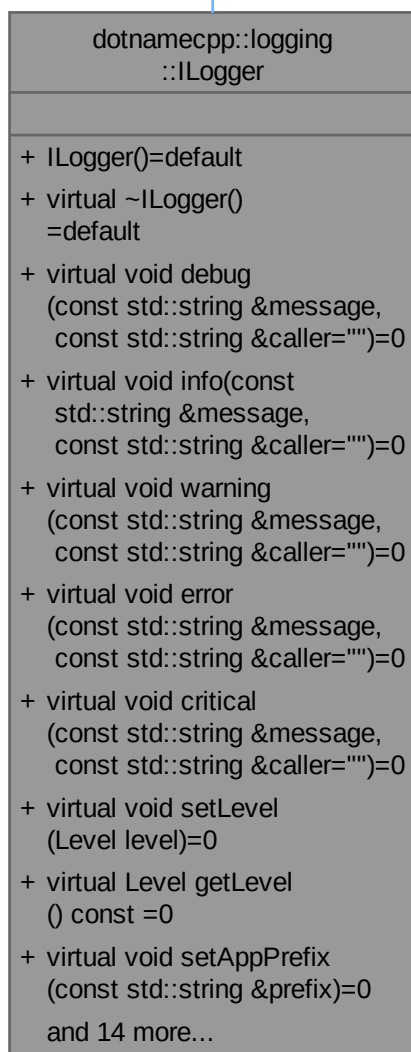 dotnamecpp::logging
::ILogger
+ ILogger()=default
+ virtual ~ILogger()
=default
+ virtual void debug
(const std::string &message,
const std::string &caller="")=0
+ virtual void info(const
std::string &message,
const std::string &caller="")=0
+ virtual void warning
(const std::string &message,
const std::string &caller="")=0
+ virtual void error
(const std::string &message,
const std::string &caller="")=0
+ virtual void critical
(const std::string &message,
const std::string &caller="")=0
+ virtual void setLevel
(Level level)=0
+ virtual Level getLevel
() const =0
+ virtual void setAppPrefix
(const std::string &prefix)=0
and 14 more...